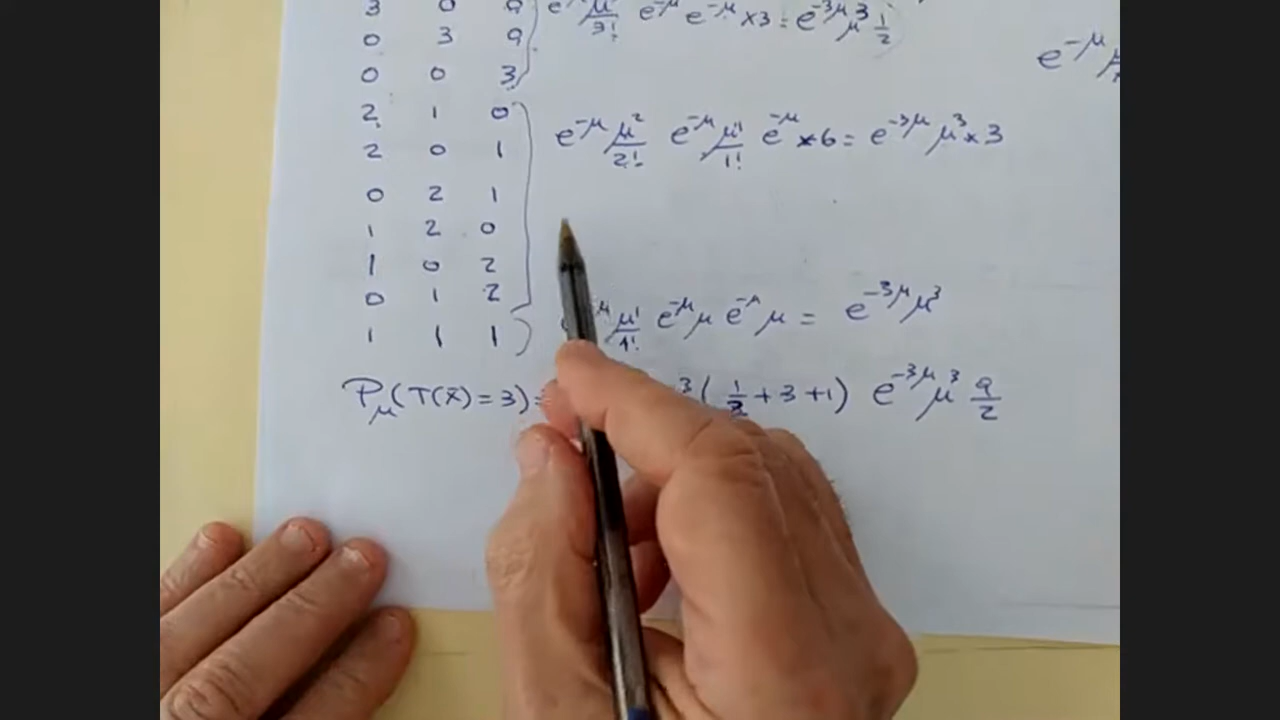 3 0 0 e^-μ μ^3/3! e^-μ e^-μ ×3 = e^-3μ μ^3 1/2
0 3 0
0 0 3 e^-μ
2 1 0 e^-μ μ^2/2! e^-μ μ^1/1! e^-μ × 6 = e^-3μ μ^3 × 3
2 0 1
0 2 1
1 2 0
1 0 2
0 1 2
1 1 1 μ^1/1! e^-μ μ e^-μ μ = e^-3μ μ^3
P_μ(T(x̃) = 3) = ^3 ( 1/2 + 3 + 1) e^-3μ μ^3 9/2